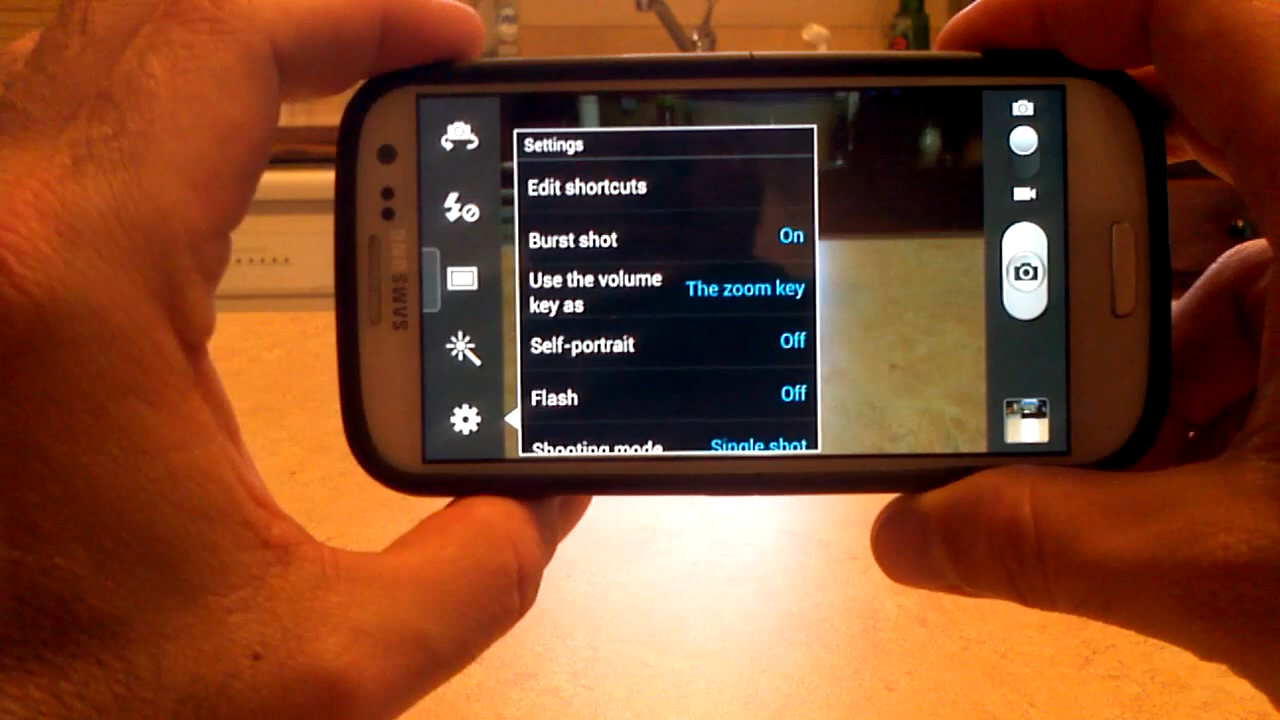 Settings
Edit shortcuts
Burst shot On
Use the volume
key as The zoom key
Self-portrait Off
Flash Off
Shooting mode Single shot
SAMSUNG